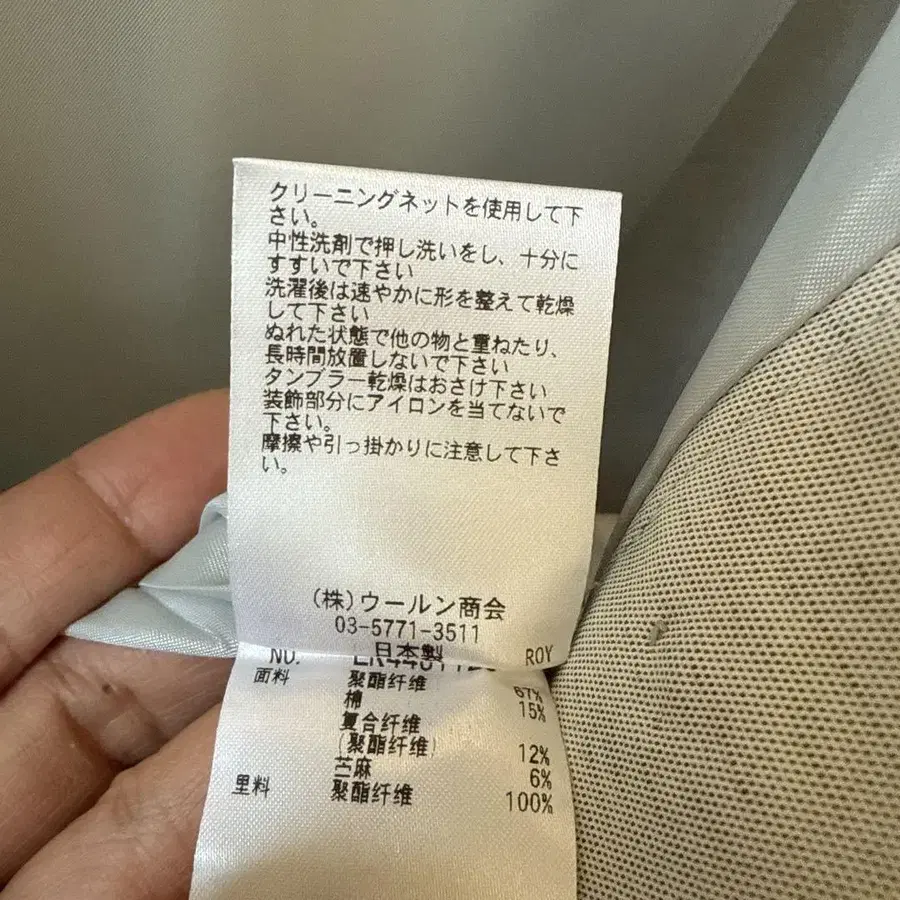 クリーニングネットを使用して下
さい。
中性洗剤で押し洗いをし、十分に
すすいで下さい
洗濯後は速やかに形を整えて乾燥
して下さい
ぬれた状態で他の物と重ねたり、
長時間放置しないで下さい
タンブラー乾燥はおさけ下さい
装飾部分にアイロンを当てないで
下さい。
摩擦や引っ掛かりに注意して下さ
い。
(株)ウールン商会
03-5771-3511
日本製 ROY
NO.
面料 聚酯纤维 67%
棉 15%
复合纤维
(聚酯纤维) 12%
苎麻 6%
里料 聚酯纤维 100%